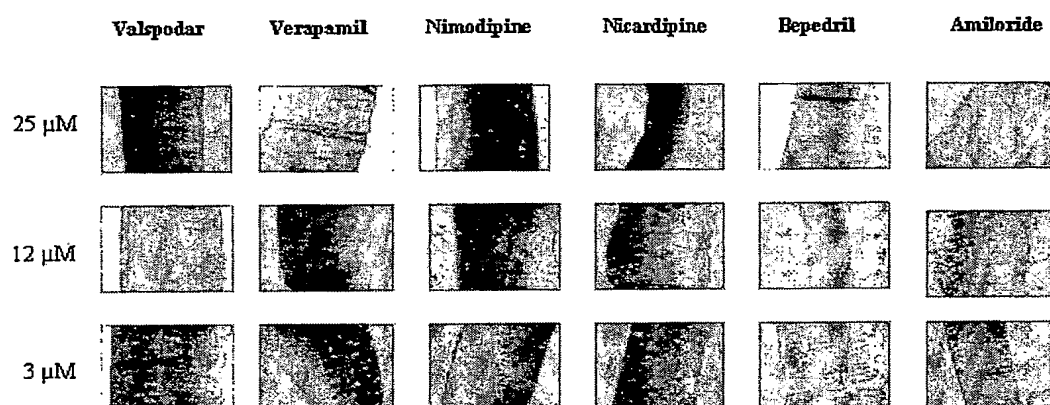 Valspodar Verapamil Nimodipine Nicardipine Bepedril Amiloride
25 µM
12 µM
3 µM